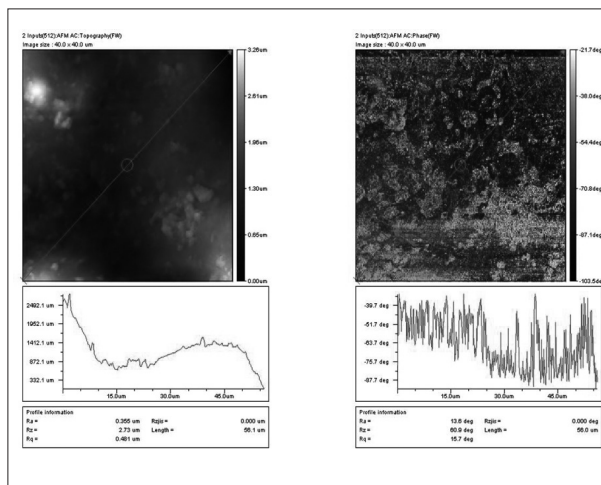 2 Inputs(512):AFM AC:Topography(FW)
Image size : 40.0 x 40.0 um
3.26um
2.61um
1.96um
1.30um
0.65um
0.00um
2492.1 um
1952.1 um
1412.1 um
872.1 um
332.1 um
15.0um
30.0um
45.0um
Profile information
Ra = 0.355 um Rzjis = 0.000 um
Rz = 2.73 um Length = 56.1 um
Rq = 0.481 um
2 Inputs(512):AFM AC:Phase(FW)
Image size : 40.0 x 40.0 um
-21.7deg
-38.0deg
-54.4deg
-70.8deg
-87.1deg
-103.5deg
-39.7 deg
-51.7 deg
-63.7 deg
-75.7 deg
-87.7 deg
15.0um
30.0um
45.0um
Profile information
Ra = 13.6 deg Rzjis = 0.000 deg
Rz = 60.9 deg Length = 56.0 um
Rq = 15.7 deg